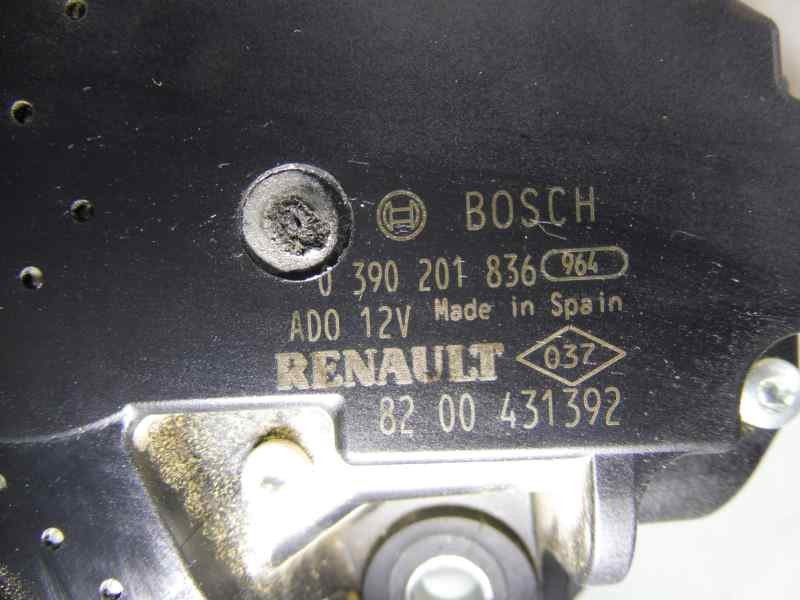 BOSCH
0 390 201 836 964
ADO 12V Made in Spain
RENAULT 037
82 00 431392